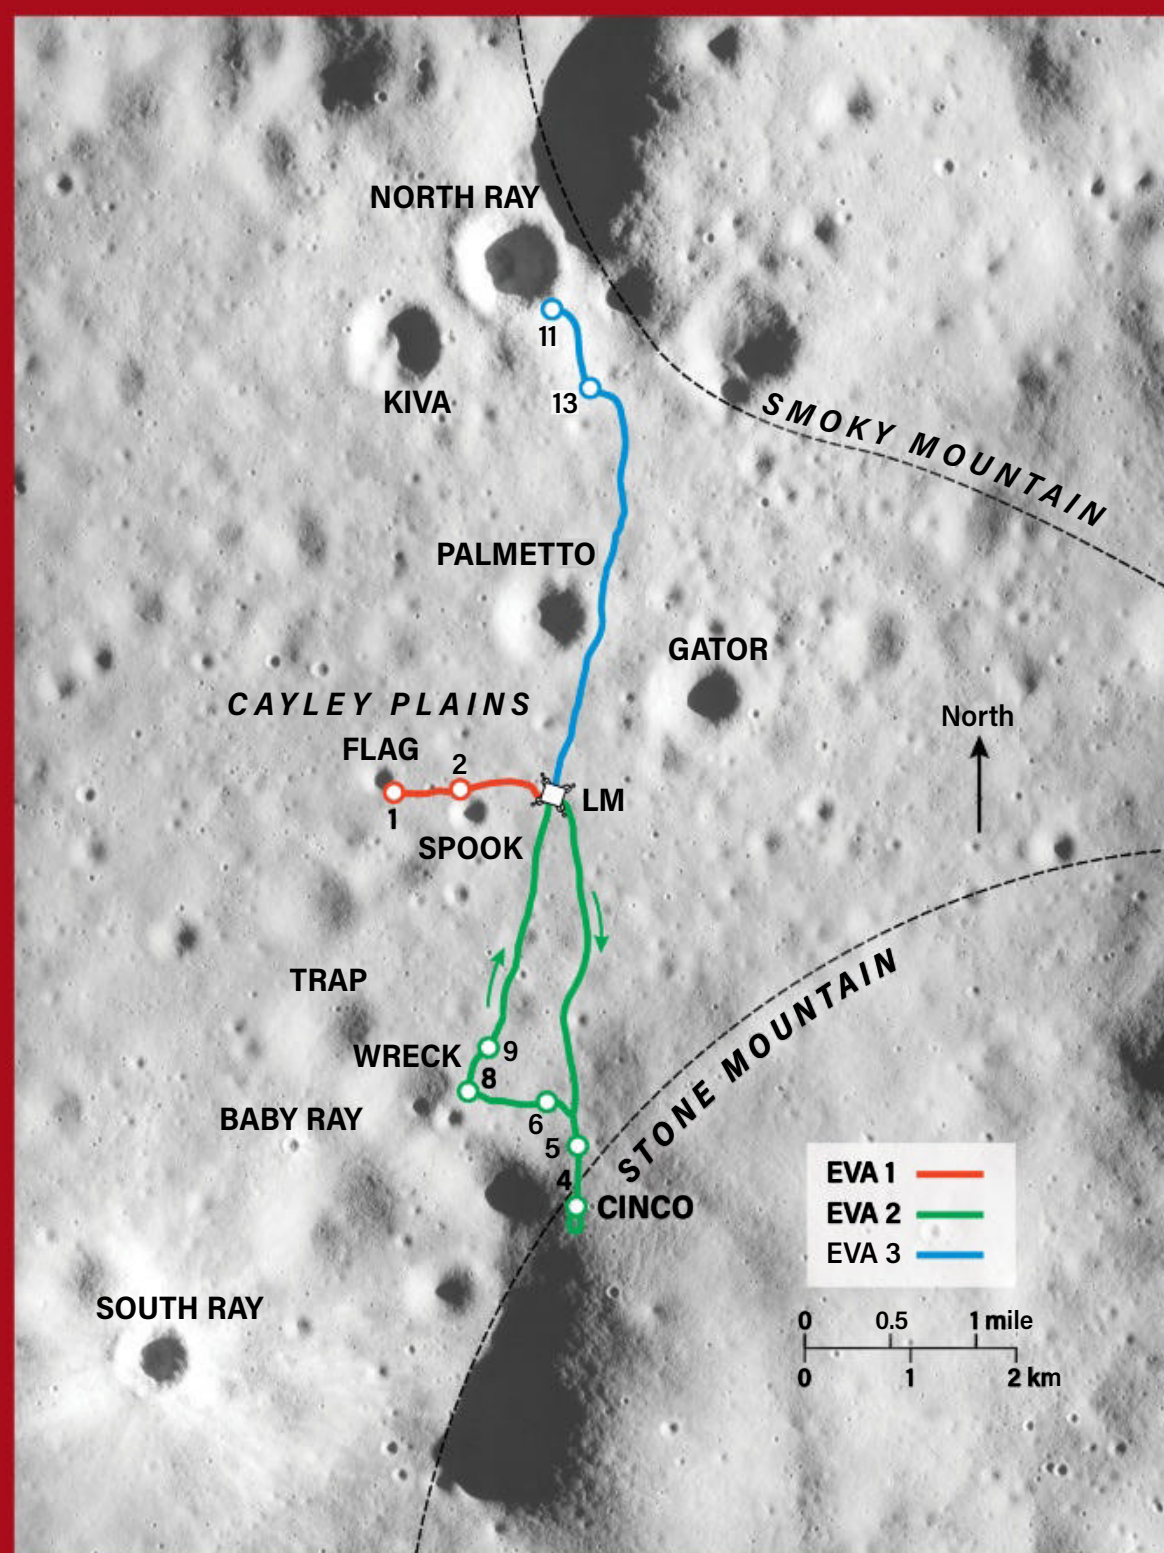 NORTH RAY
11
KIVA
13
SMOKY MOUNTAIN
PALMETTO
GATOR
CAYLEY PLAINS
North
FLAG
2
1
LM
SPOOK
TRAP
STONE MOUNTAIN
WRECK
9
8
BABY RAY
6
5
4
CINCO
EVA 1
EVA 2
EVA 3
SOUTH RAY
0 0.5 1 mile
0 1 2 km